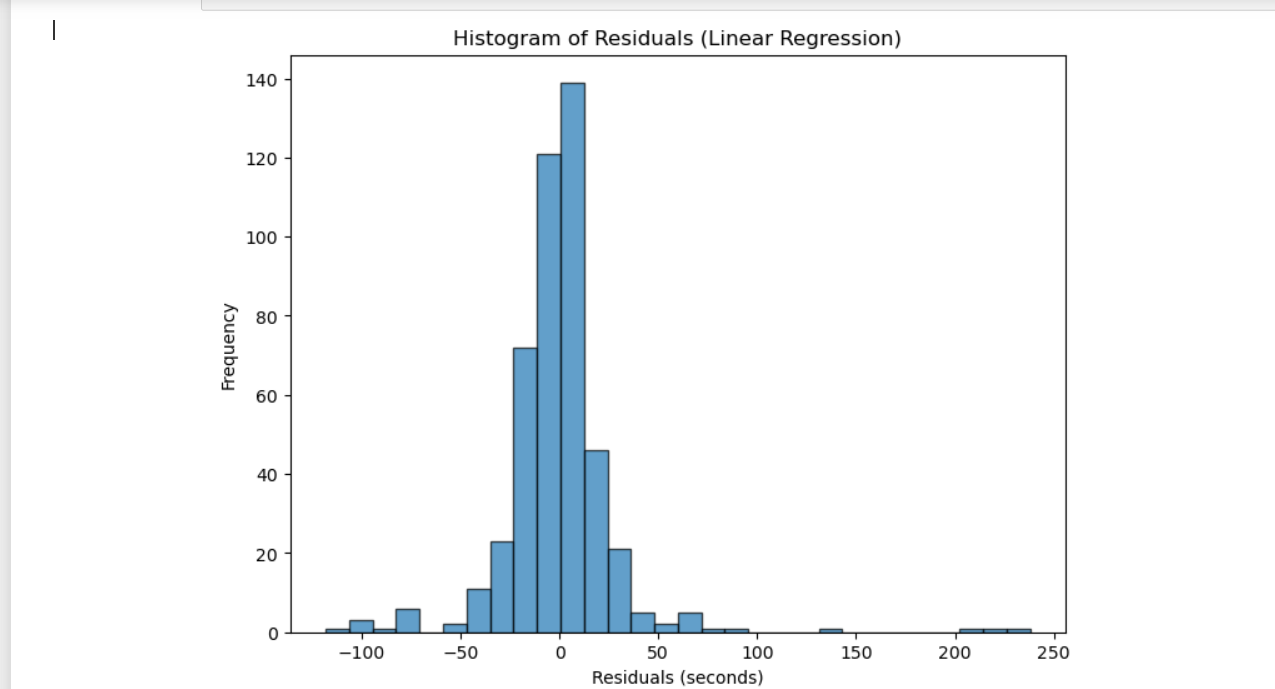 Histogram of Residuals (Linear Regression)
140
120
100
80
60
40
20
0
Frequency
−100 −50 0 50 100 150 200 250
Residuals (seconds)